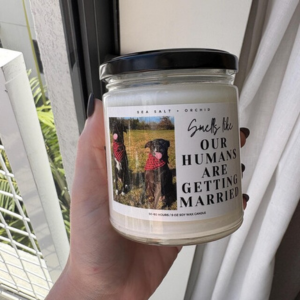 SEA SALT + ORCHID
Smells like
OUR
HUMANS
ARE
GETTING
MARRIED